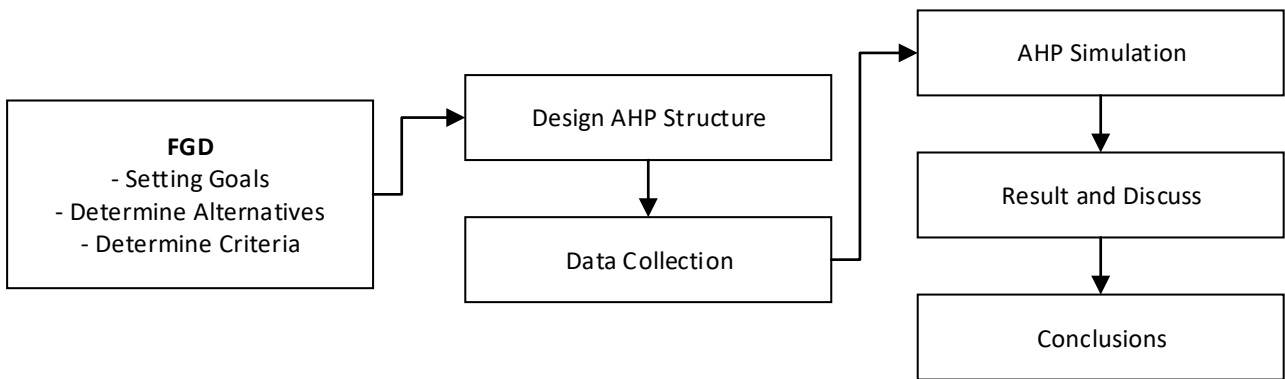 FGD
- Setting Goals
- Determine Alternatives
- Determine Criteria
Design AHP Structure
Data Collection
AHP Simulation
Result and Discuss
Conclusions